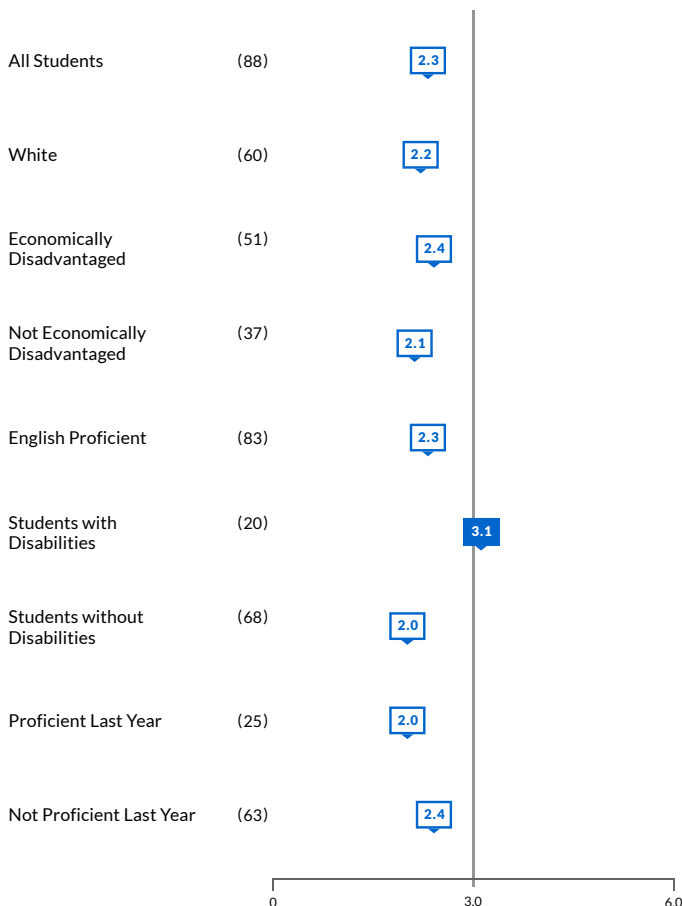 All Students (88) 2.3
White (60) 2.2
Economically (51)
Disadvantaged 2.4
Not Economically (37)
Disadvantaged 2.1
English Proficient (83) 2.3
Students with (20)
Disabilities 3.1
Students without (68)
Disabilities 2.0
Proficient Last Year (25) 2.0
Not Proficient Last Year (63) 2.4
0 3.0 6.0